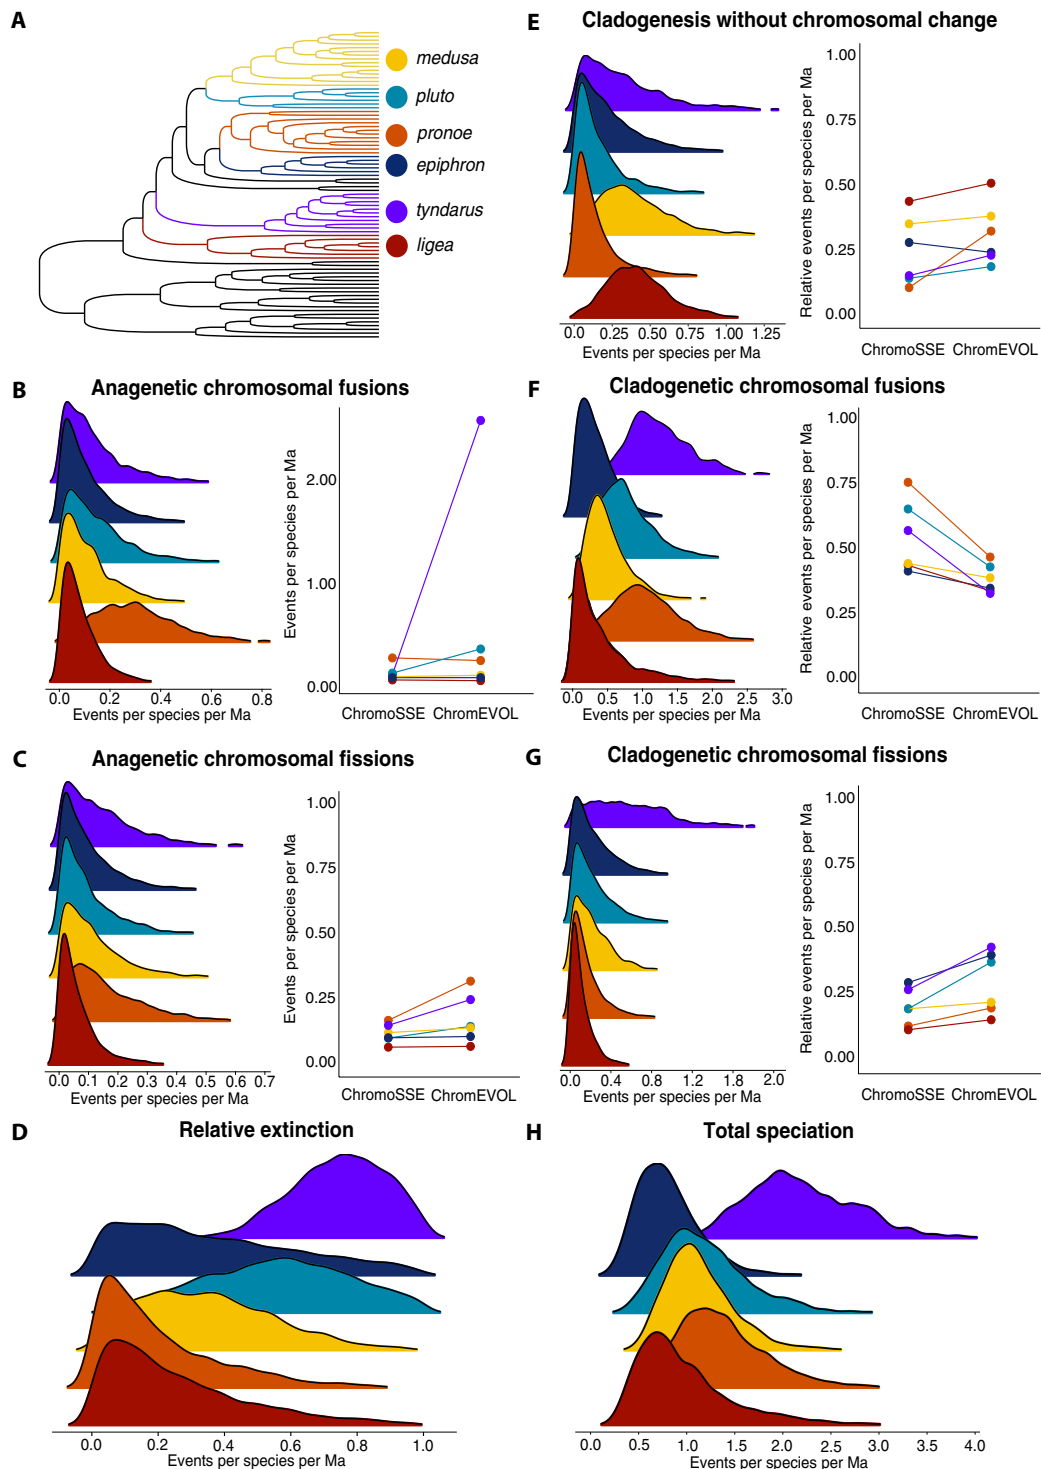 A
medusa
pluto
pronoe
epiphron
tyndarus
ligea
E
Cladogenesis without chromosomal change
0.0 0.25 0.50 0.75 1.00 1.25
Events per species per Ma
Relative events per species per Ma
1.00
0.75
0.50
0.25
0.00
ChromoSSE ChromEVOL
B
Anagenetic chromosomal fusions
0.0 0.2 0.4 0.6 0.8
Events per species per Ma
Events per species per Ma
2.00
1.00
0.00
ChromoSSE ChromEVOL
F
Cladogenetic chromosomal fusions
0.0 0.5 1.0 1.5 2.0 2.5 3.0
Events per species per Ma
Relative events per species per Ma
1.00
0.75
0.50
0.25
0.00
ChromoSSE ChromEVOL
C
Anagenetic chromosomal fissions
0.0 0.1 0.2 0.3 0.4 0.5 0.6 0.7
Events per species per Ma
Events per species per Ma
1.00
0.75
0.50
0.25
0.00
ChromoSSE ChromEVOL
G
Cladogenetic chromosomal fissions
0.0 0.4 0.8 1.2 1.6 2.0
Events per species per Ma
Relative events per species per Ma
1.00
0.75
0.50
0.25
0.00
ChromoSSE ChromEVOL
D
Relative extinction
0.0 0.2 0.4 0.6 0.8 1.0
Events per species per Ma
H
Total speciation
0.0 0.5 1.0 1.5 2.0 2.5 3.0 3.5 4.0
Events per species per Ma